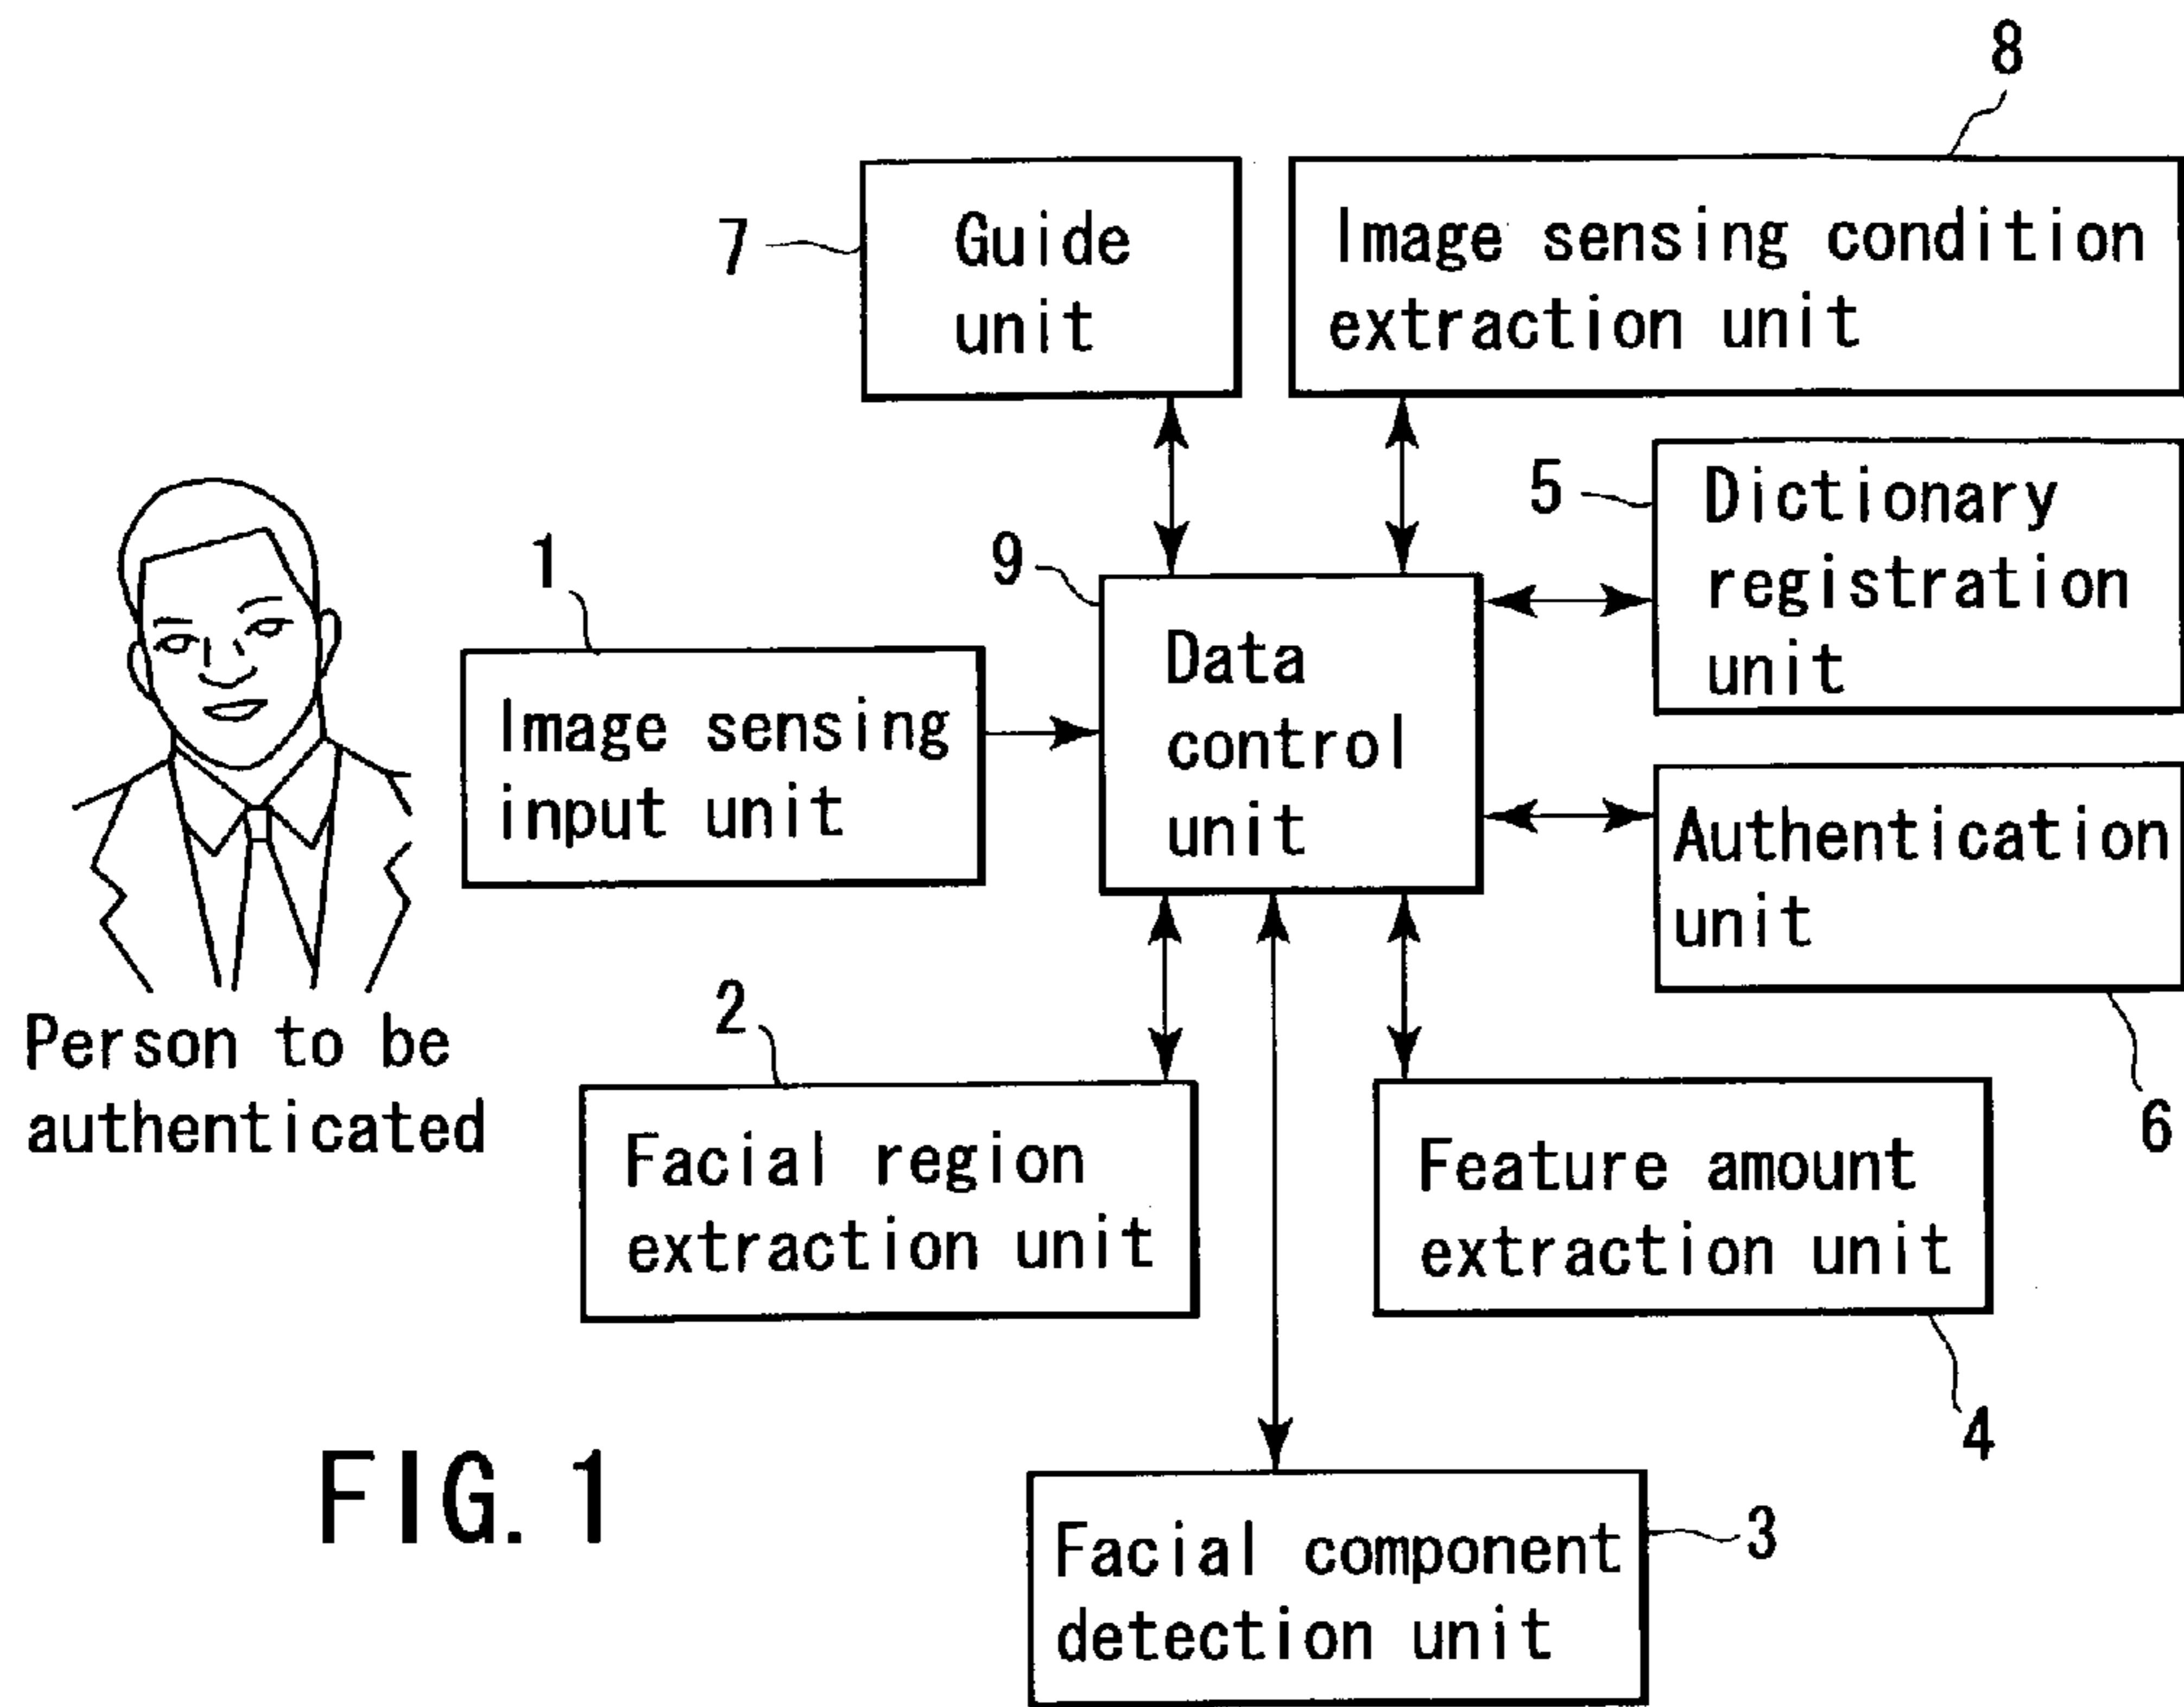 8
7
Guide
unit
Image sensing condition
extraction unit
5
Dictionary
registration
unit
1
9
Image sensing
input unit
Data
control
unit
Authentication
unit
6
Person to be
authenticated
2
Facial region
extraction unit
Feature amount
extraction unit
4
FIG. 1
Facial component
detection unit
3